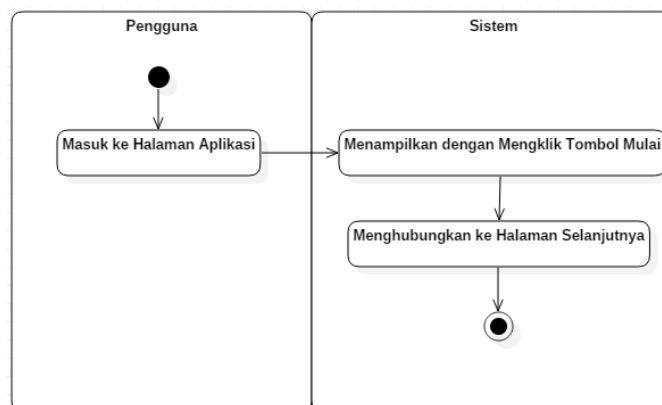 Pengguna
Sistem
Masuk ke Halaman Aplikasi
Menampilkan dengan Mengklik Tombol Mulai
Menghubungkan ke Halaman Selanjutnya